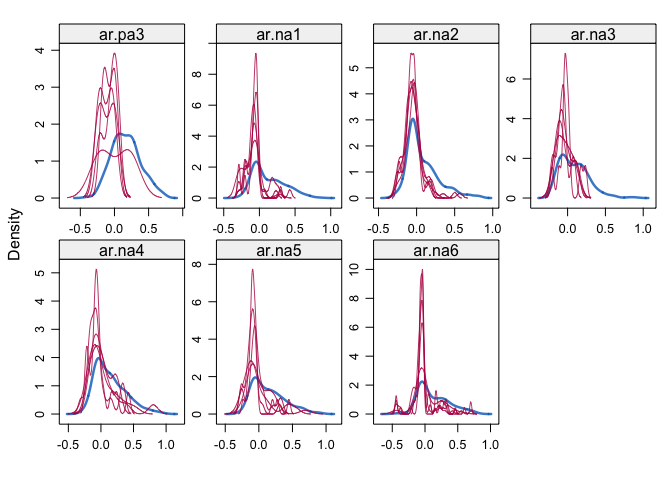 ar.pa3 ar.na1 ar.na2 ar.na3
4 3 2 1 0
8 6 4 2 0
5 4 3 2 1 0
6 4 2 0
-0.5 0.0 0.5
-0.5 0.0 0.5 1.0
-0.5 0.0 0.5 1.0
0.0 0.5 1.0
Density
ar.na4 ar.na5 ar.na6
5 4 3 2 1 0
8 6 4 2 0
10 8 6 4 2 0
-0.5 0.0 0.5 1.0
-0.5 0.0 0.5 1.0
-0.5 0.0 0.5 1.0